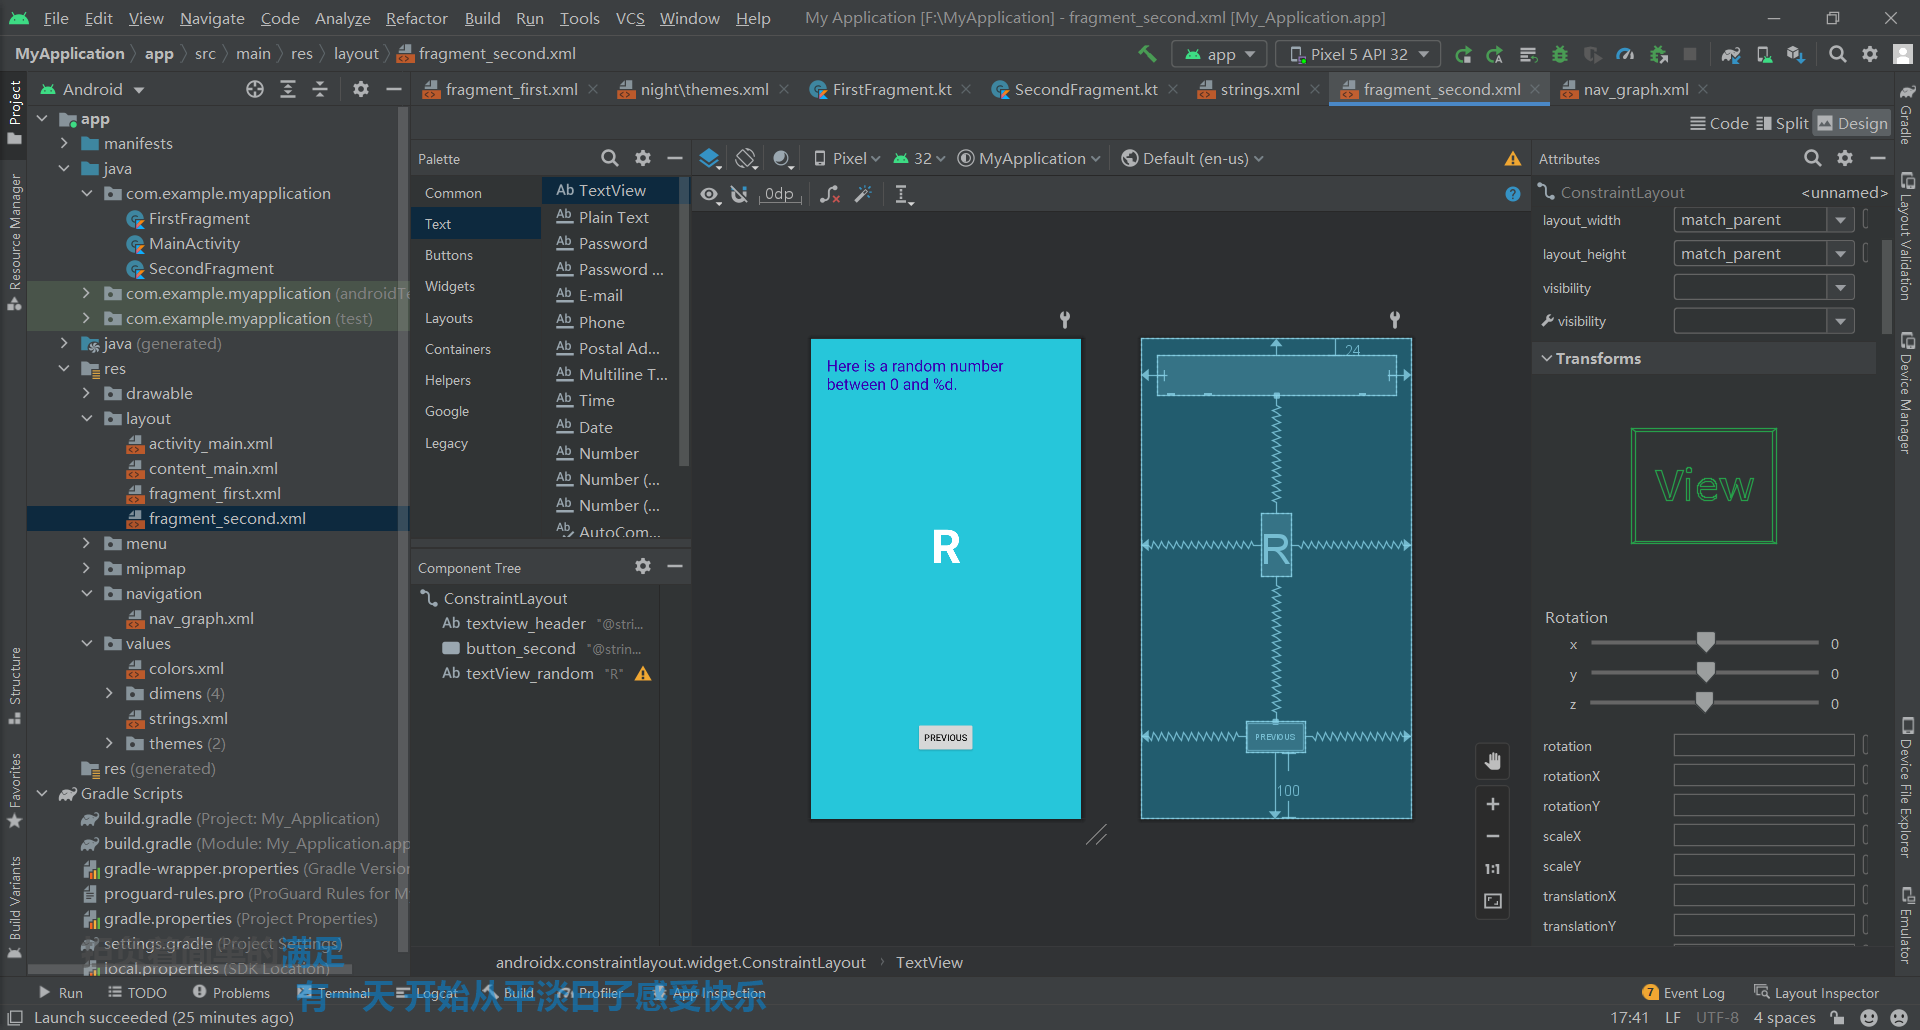 File Edit View Navigate Code Analyze Refactor Build Run Tools VCS Window Help My Application [F:\MyApplication] - fragment_second.xml [My_Application.app]
MyApplication app src main res layout fragment_second.xml app Pixel 5 API 32
Project
Resource Manager
Structure
Favorites
Build Variants
Android
fragment_first.xml night\themes.xml FirstFragment.kt SecondFragment.kt strings.xml fragment_second.xml nav_graph.xml
Code Split Design
app
manifests
java
com.example.myapplication
FirstFragment
MainActivity
SecondFragment
com.example.myapplication (androidTe
com.example.myapplication (test)
java (generated)
res
drawable
layout
activity_main.xml
content_main.xml
fragment_first.xml
fragment_second.xml
menu
mipmap
navigation
nav_graph.xml
values
colors.xml
dimens (4)
strings.xml
themes (2)
res (generated)
Gradle Scripts
build.gradle (Project: My_Application)
build.gradle (Module: My_Application.app
gradle-wrapper.properties (Gradle Version
proguard-rules.pro (ProGuard Rules for M
gradle.properties (Project Properties)
settings.gradle (Project Settings)
local.properties (SDK Location)
Palette
Common
Text
Buttons
Widgets
Layouts
Containers
Helpers
Google
Legacy
Ab TextView
Ab Plain Text
Ab Password
Ab Password ...
Ab E-mail
Ab Phone
Ab Postal Ad...
Ab Multiline T...
Ab Time
Ab Date
Ab Number
Ab Number (...
Ab Number (...
Ab AutoCom...
Component Tree
ConstraintLayout
Ab textview_header "@stri...
button_second "@strin...
Ab textView_random "R"
Pixel 32 MyApplication Default (en-us)
0dp
Here is a random number
between 0 and %d.
R
PREVIOUS
24
R
PREVIOUS
100
1:1
androidx.constraintlayout.widget.ConstraintLayout TextView
Attributes
ConstraintLayout <unnamed>
layout_width match_parent
layout_height match_parent
visibility
visibility
Transforms
View
Rotation
x 0
y 0
z 0
rotation
rotationX
rotationY
scaleX
scaleY
translationX
translationY
Gradle
Layout Validation
Device Manager
Device File Explorer
Emulator
满足
有一天 开始从平淡日子感受快乐
Run TODO Problems Terminal Logcat Build Profiler App Inspection 7 Event Log Layout Inspector
Launch succeeded (25 minutes ago) 17:41 LF UTF-8 4 spaces